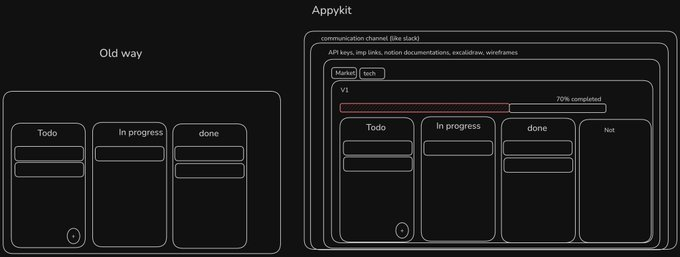 Appykit
Old way
communication channel (like slack)
API keys, imp links, notion documentations, excalidraw, wireframes
Market
tech
V1
70% completed
Todo
In progress
done
+
Todo
In progress
done
Not
+